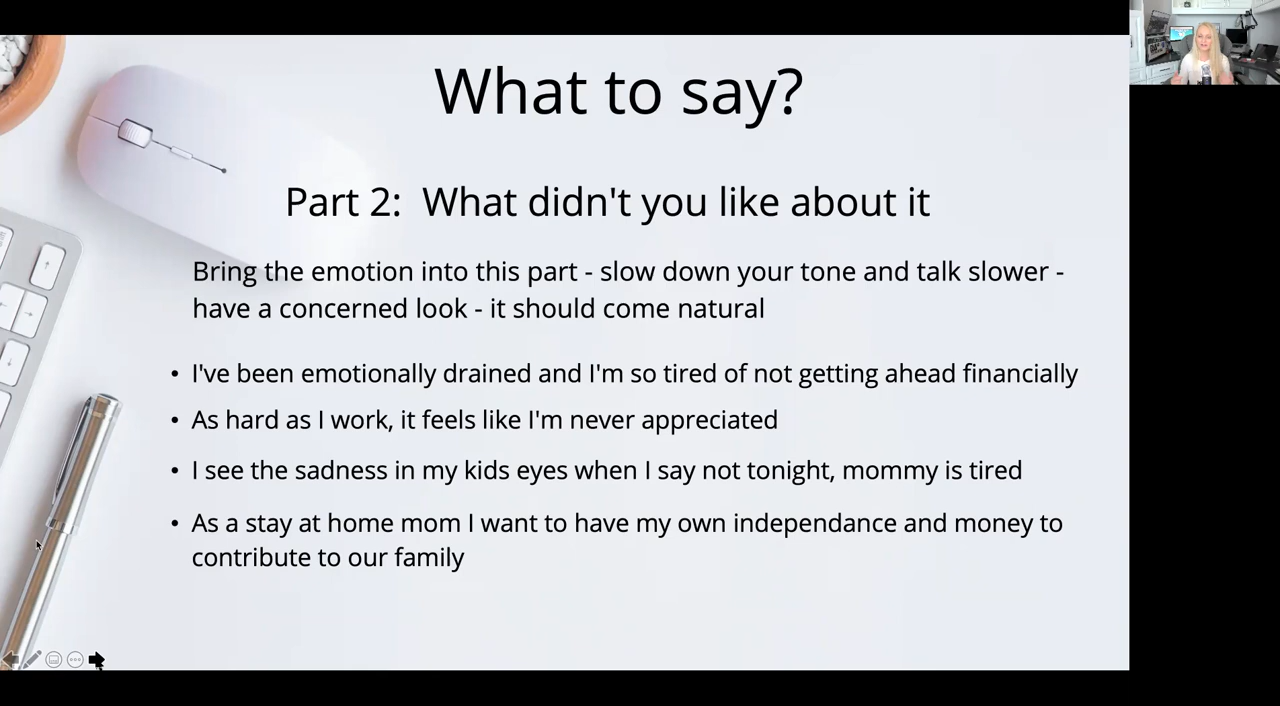 What to say?
Part 2:  What didn't you like about it
Bring the emotion into this part - slow down your tone and talk slower -
have a concerned look - it should come natural
• I've been emotionally drained and I'm so tired of not getting ahead financially
• As hard as I work, it feels like I'm never appreciated
• I see the sadness in my kids eyes when I say not tonight, mommy is tired
• As a stay at home mom I want to have my own independance and money to
contribute to our family